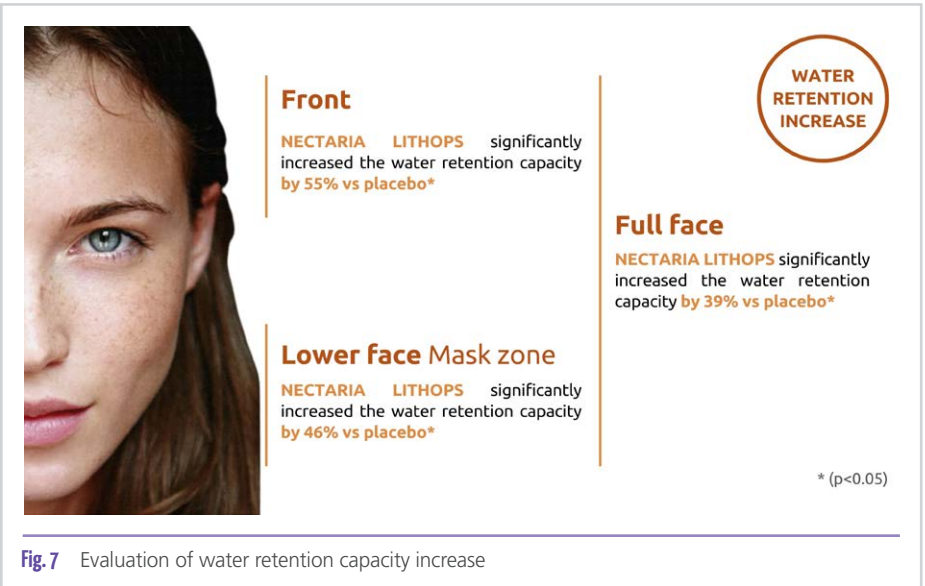 WATER
RETENTION
INCREASE
Front
NECTARIA LITHOPS significantly
increased the water retention capacity
by 55% vs placebo*
Full face
NECTARIA LITHOPS significantly
increased the water retention
capacity by 39% vs placebo*
Lower face Mask zone
NECTARIA LITHOPS significantly
increased the water retention capacity
by 46% vs placebo*
* (p<0.05)
Fig. 7 Evaluation of water retention capacity increase